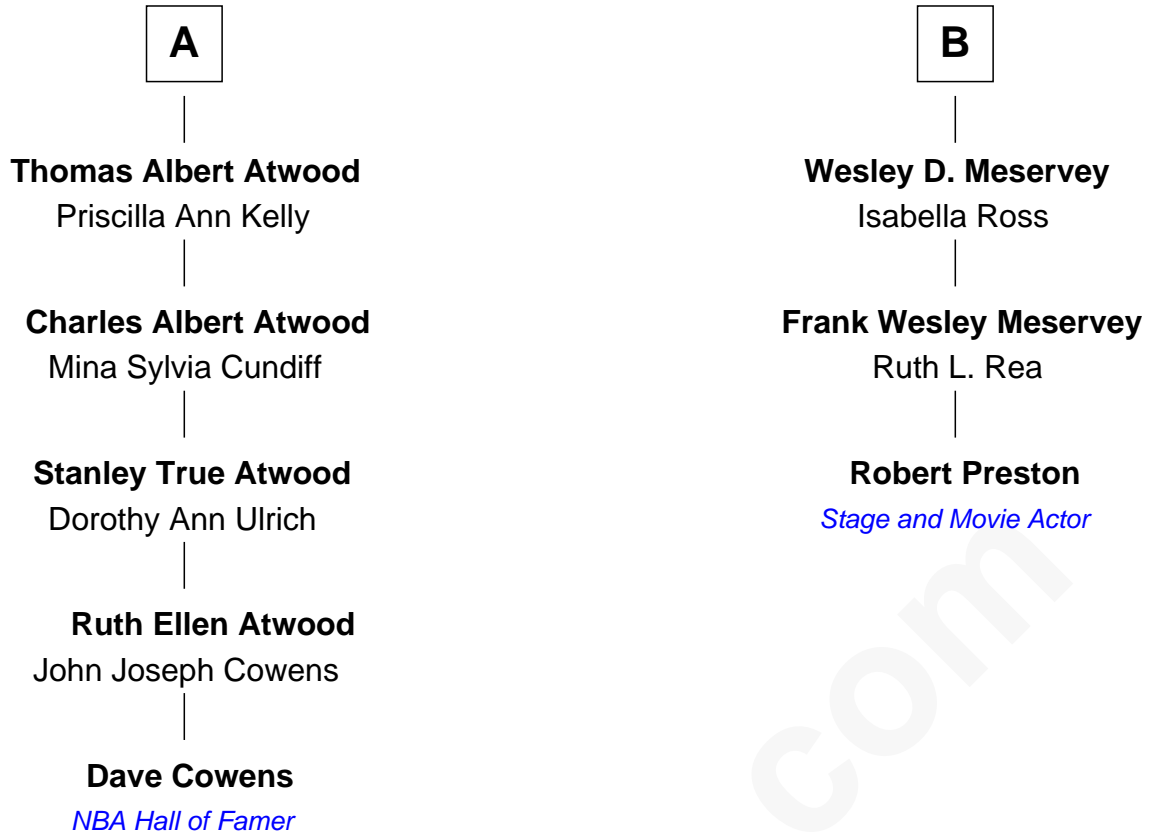 A
Thomas Albert Atwood
Priscilla Ann Kelly
Charles Albert Atwood
Mina Sylvia Cundiff
Stanley True Atwood
Dorothy Ann Ulrich
Ruth Ellen Atwood
John Joseph Cowens
Dave Cowens
NBA Hall of Famer
B
Wesley D. Meservey
Isabella Ross
Frank Wesley Meservey
Ruth L. Rea
Robert Preston
Stage and Movie Actor
com